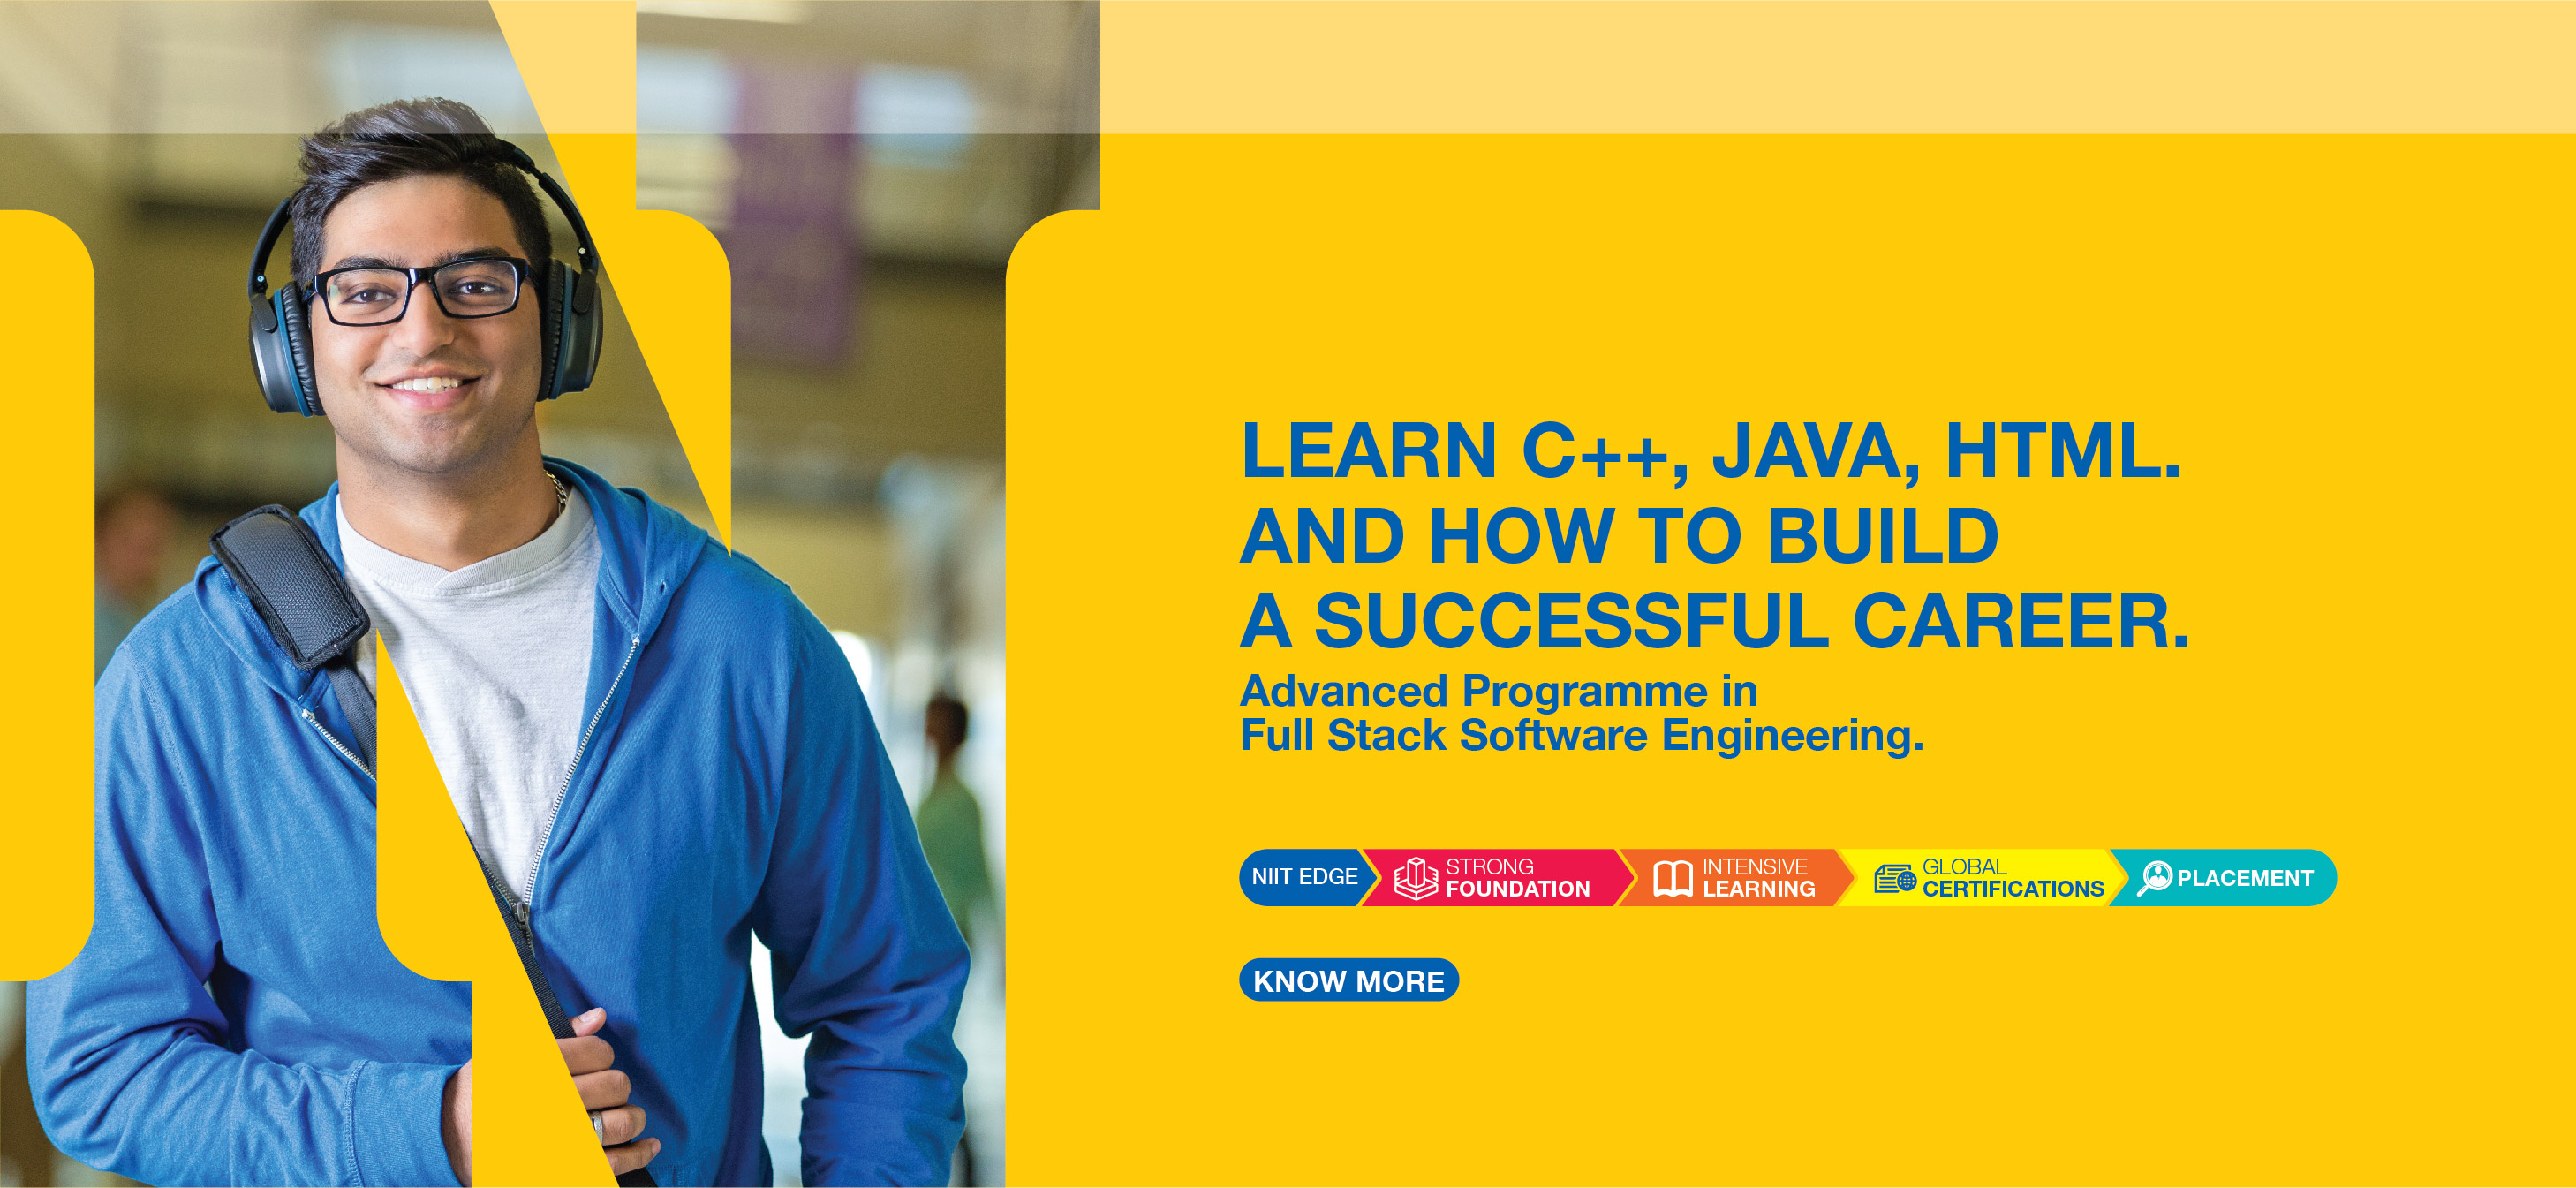 LEARN C++, JAVA, HTML.
AND HOW TO BUILD
A SUCCESSFUL CAREER.
Advanced Programme in
Full Stack Software Engineering.
NIIT EDGE
STRONG
FOUNDATION
INTENSIVE
LEARNING
GLOBAL
CERTIFICATIONS
PLACEMENT
KNOW MORE